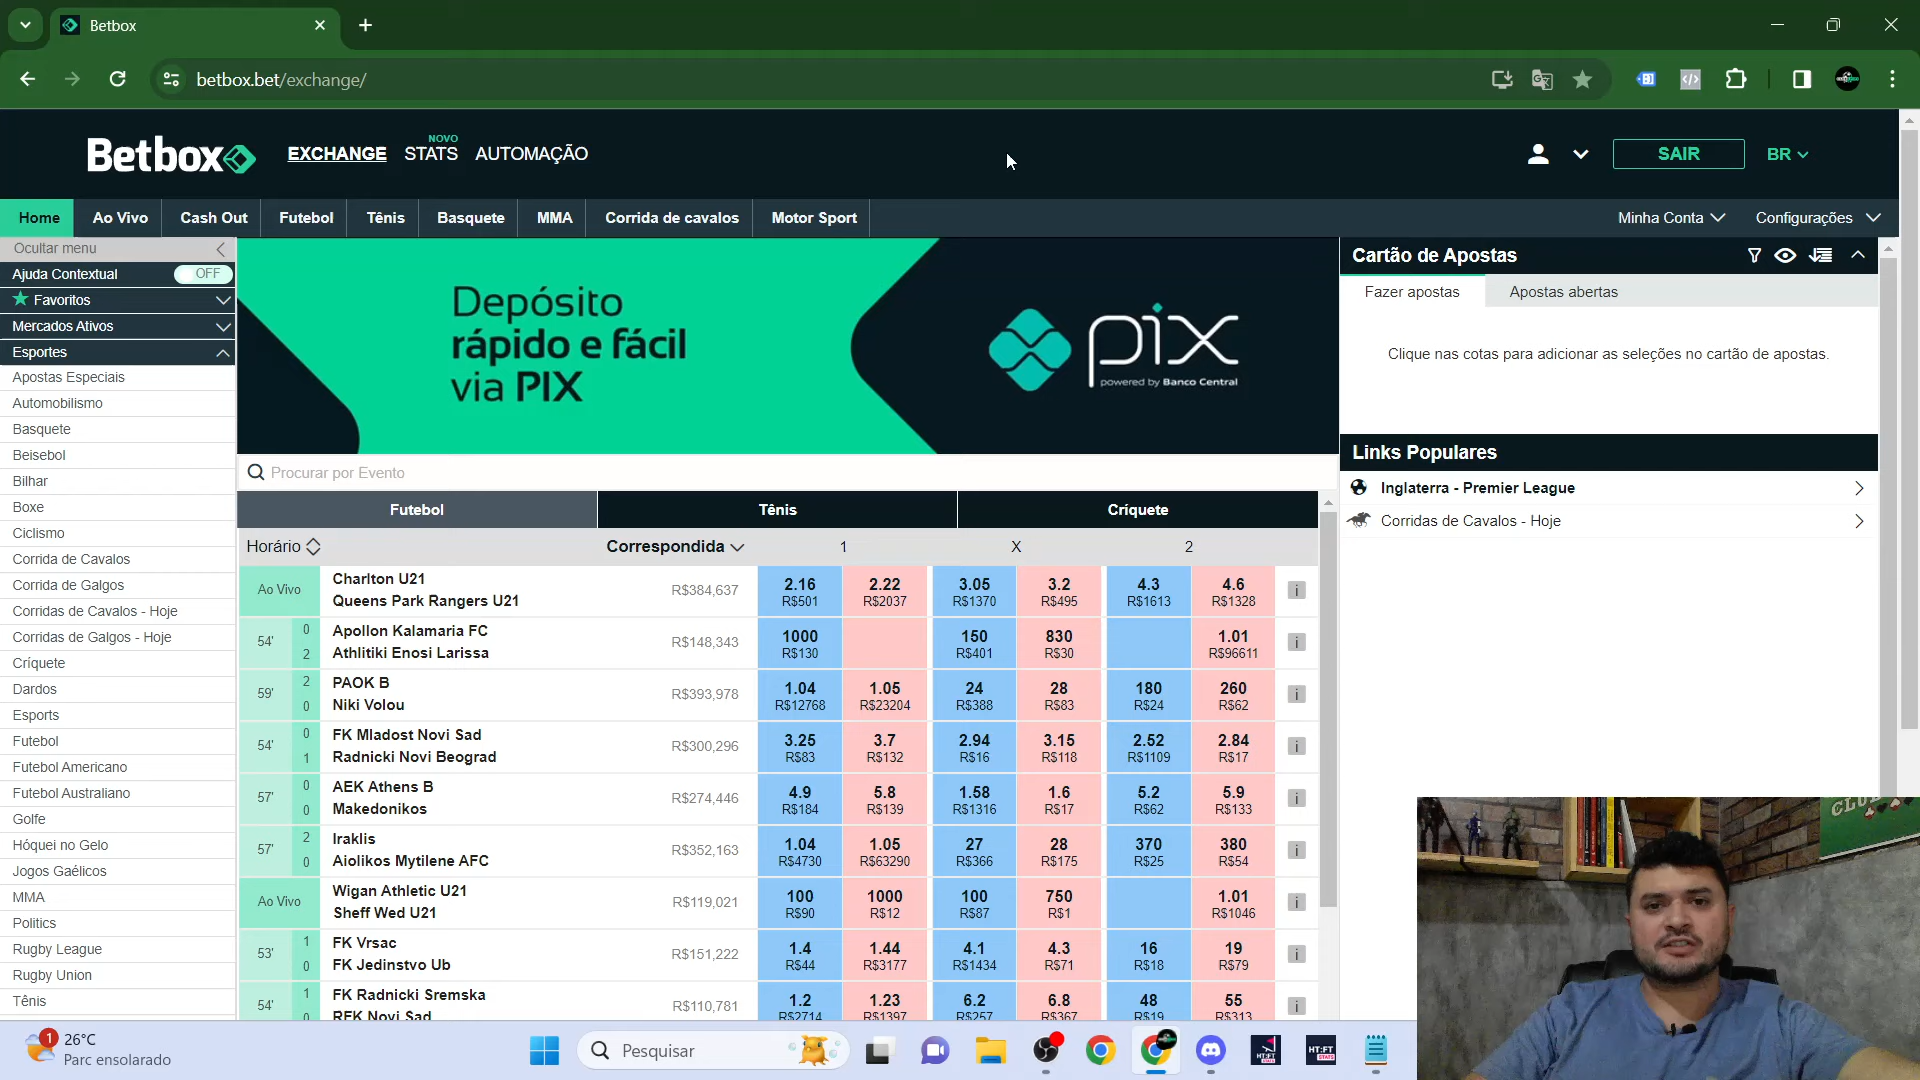 Betbox
betbox.bet/exchange/
Betbox
EXCHANGE
NOVO
STATS
AUTOMAÇÃO
SAIR
BR
Home
Ao Vivo
Cash Out
Futebol
Tênis
Basquete
MMA
Corrida de cavalos
Motor Sport
Minha Conta
Configurações
Ocultar menu
Ajuda Contextual
OFF
Favoritos
Mercados Ativos
Esportes
Apostas Especiais
Automobilismo
Basquete
Beisebol
Bilhar
Boxe
Ciclismo
Corrida de Cavalos
Corrida de Galgos
Corridas de Cavalos - Hoje
Corridas de Galgos - Hoje
Críquete
Dardos
Esports
Futebol
Futebol Americano
Futebol Australiano
Golfe
Hóquei no Gelo
Jogos Gaélicos
MMA
Politics
Rugby League
Rugby Union
Tênis
Depósito
rápido e fácil
via PIX
pix
powered by Banco Central
Procurar por Evento
Futebol
Tênis
Críquete
Horário
Correspondida
1
X
2
Ao Vivo
Charlton U21
Queens Park Rangers U21
R$384,637
2.16
R$501
2.22
R$2037
3.05
R$1370
3.2
R$495
4.3
R$1613
4.6
R$1328
i
54'
0
2
Apollon Kalamaria FC
Athlitiki Enosi Larissa
R$148,343
1000
R$130
150
R$401
830
R$30
1.01
R$96611
i
59'
2
0
PAOK B
Niki Volou
R$393,978
1.04
R$12768
1.05
R$23204
24
R$388
28
R$83
180
R$24
260
R$62
i
54'
0
1
FK Mladost Novi Sad
Radnicki Novi Beograd
R$300,296
3.25
R$83
3.7
R$132
2.94
R$16
3.15
R$118
2.52
R$1109
2.84
R$17
i
57'
0
0
AEK Athens B
Makedonikos
R$274,446
4.9
R$184
5.8
R$139
1.58
R$1316
1.6
R$17
5.2
R$62
5.9
R$133
i
57'
2
0
Iraklis
Aiolikos Mytilene AFC
R$352,163
1.04
R$4730
1.05
R$63290
27
R$366
28
R$175
370
R$25
380
R$54
i
Ao Vivo
Wigan Athletic U21
Sheff Wed U21
R$119,021
100
R$90
1000
R$12
100
R$87
750
R$1
1.01
R$1046
i
53'
1
0
FK Vrsac
FK Jedinstvo Ub
R$151,222
1.4
R$44
1.44
R$3177
4.1
R$1434
4.3
R$71
16
R$18
19
R$79
i
54'
1
0
FK Radnicki Sremska
RFK Novi Sad
R$110,781
1.2
R$2714
1.23
R$1397
6.2
R$257
6.8
R$367
48
R$19
55
R$313
i
Cartão de Apostas
Fazer apostas
Apostas abertas
Clique nas cotas para adicionar as seleções no cartão de apostas.
Links Populares
Inglaterra - Premier League
Corridas de Cavalos - Hoje
1
26°C
Parc ensolarado
Pesquisar
HT:FT
STATS